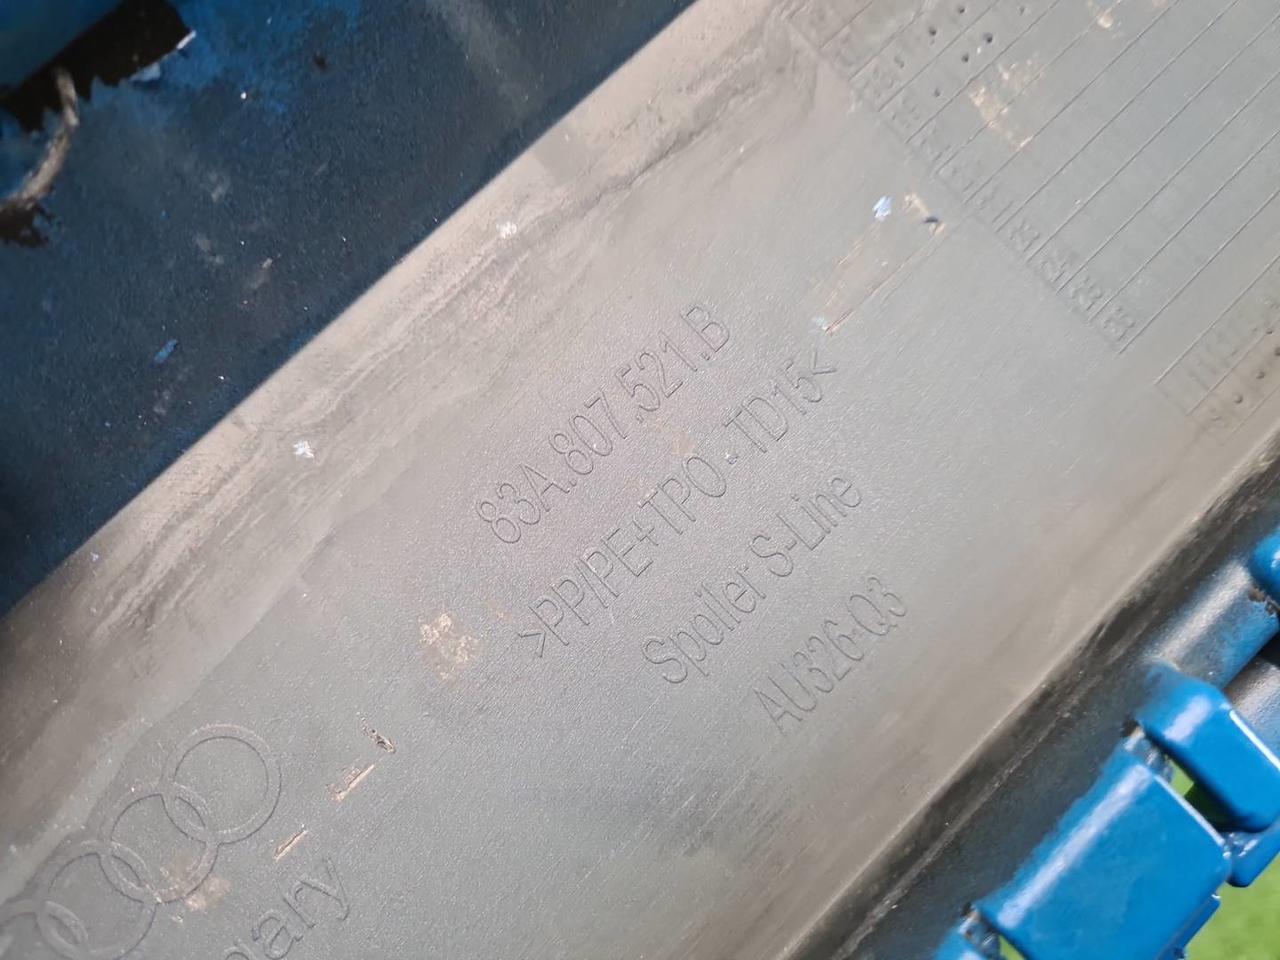 83A.807.521.B
>PP/PE+TPO-TD15<
Spoiler S-Line
AU326-Q3